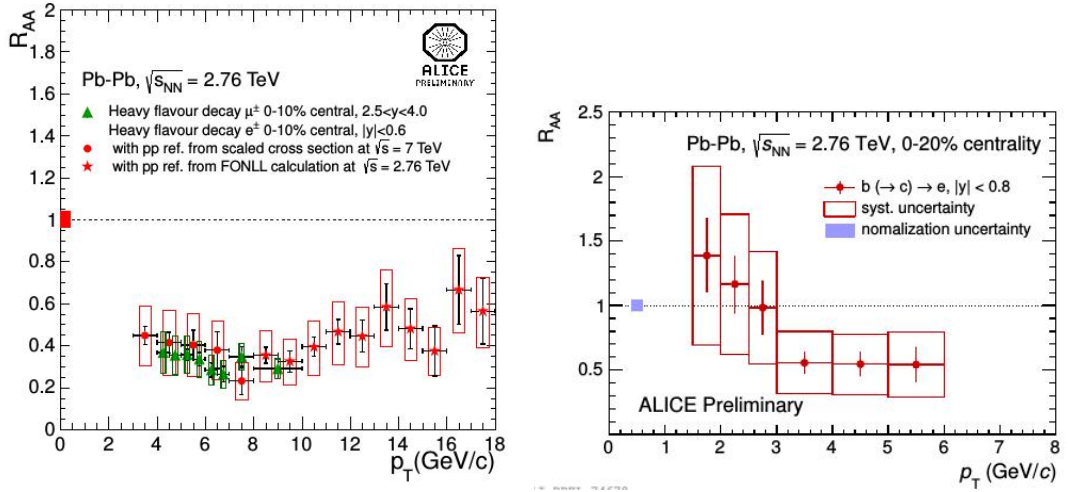 R_AA
2
1.8
1.6
1.4
1.2
1
0.8
0.6
0.4
0.2
0
ALICE
PRELIMINARY
Pb-Pb, √s_NN = 2.76 TeV
Heavy flavour decay μ± 0-10% central, 2.5<y<4.0
Heavy flavour decay e± 0-10% central, |y|<0.6
with pp ref. from scaled cross section at √s = 7 TeV
with pp ref. from FONLL calculation at √s = 2.76 TeV
0 2 4 6 8 10 12 14 16 18
p_T (GeV/c)
R_AA
2.5
2
1.5
1
0.5
Pb-Pb, √s_NN = 2.76 TeV, 0-20% centrality
b (→ c) → e, |y| < 0.8
syst. uncertainty
nomalization uncertainty
ALICE Preliminary
0 1 2 3 4 5 6 7 8
p_T (GeV/c)